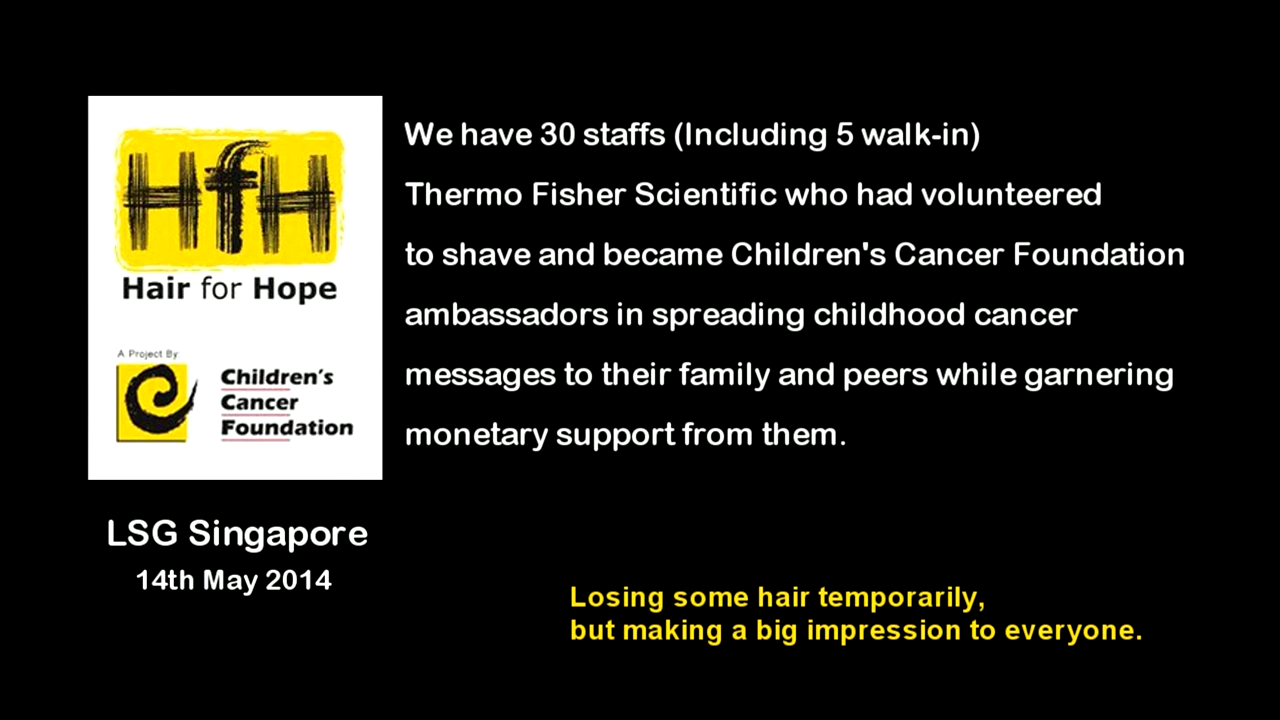 HfH
Hair for Hope
A Project By:
Children's
Cancer
Foundation
LSG Singapore
14th May 2014
We have 30 staffs (Including 5 walk-in)
Thermo Fisher Scientific who had volunteered
to shave and became Children's Cancer Foundation
ambassadors in spreading childhood cancer
messages to their family and peers while garnering
monetary support from them.
Losing some hair temporarily,
but making a big impression to everyone.